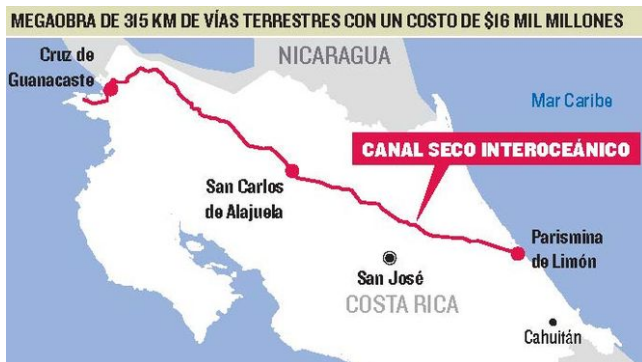 MEGAOBRA DE 315 KM DE VÍAS TERRESTRES CON UN COSTO DE $16 MIL MILLONES
Cruz de
Guanacaste
NICARAGUA
Mar Caribe
CANAL SECO INTEROCEÁNICO
San Carlos
de Alajuela
Parismina
de Limón
San José
COSTA RICA
Cahuitán